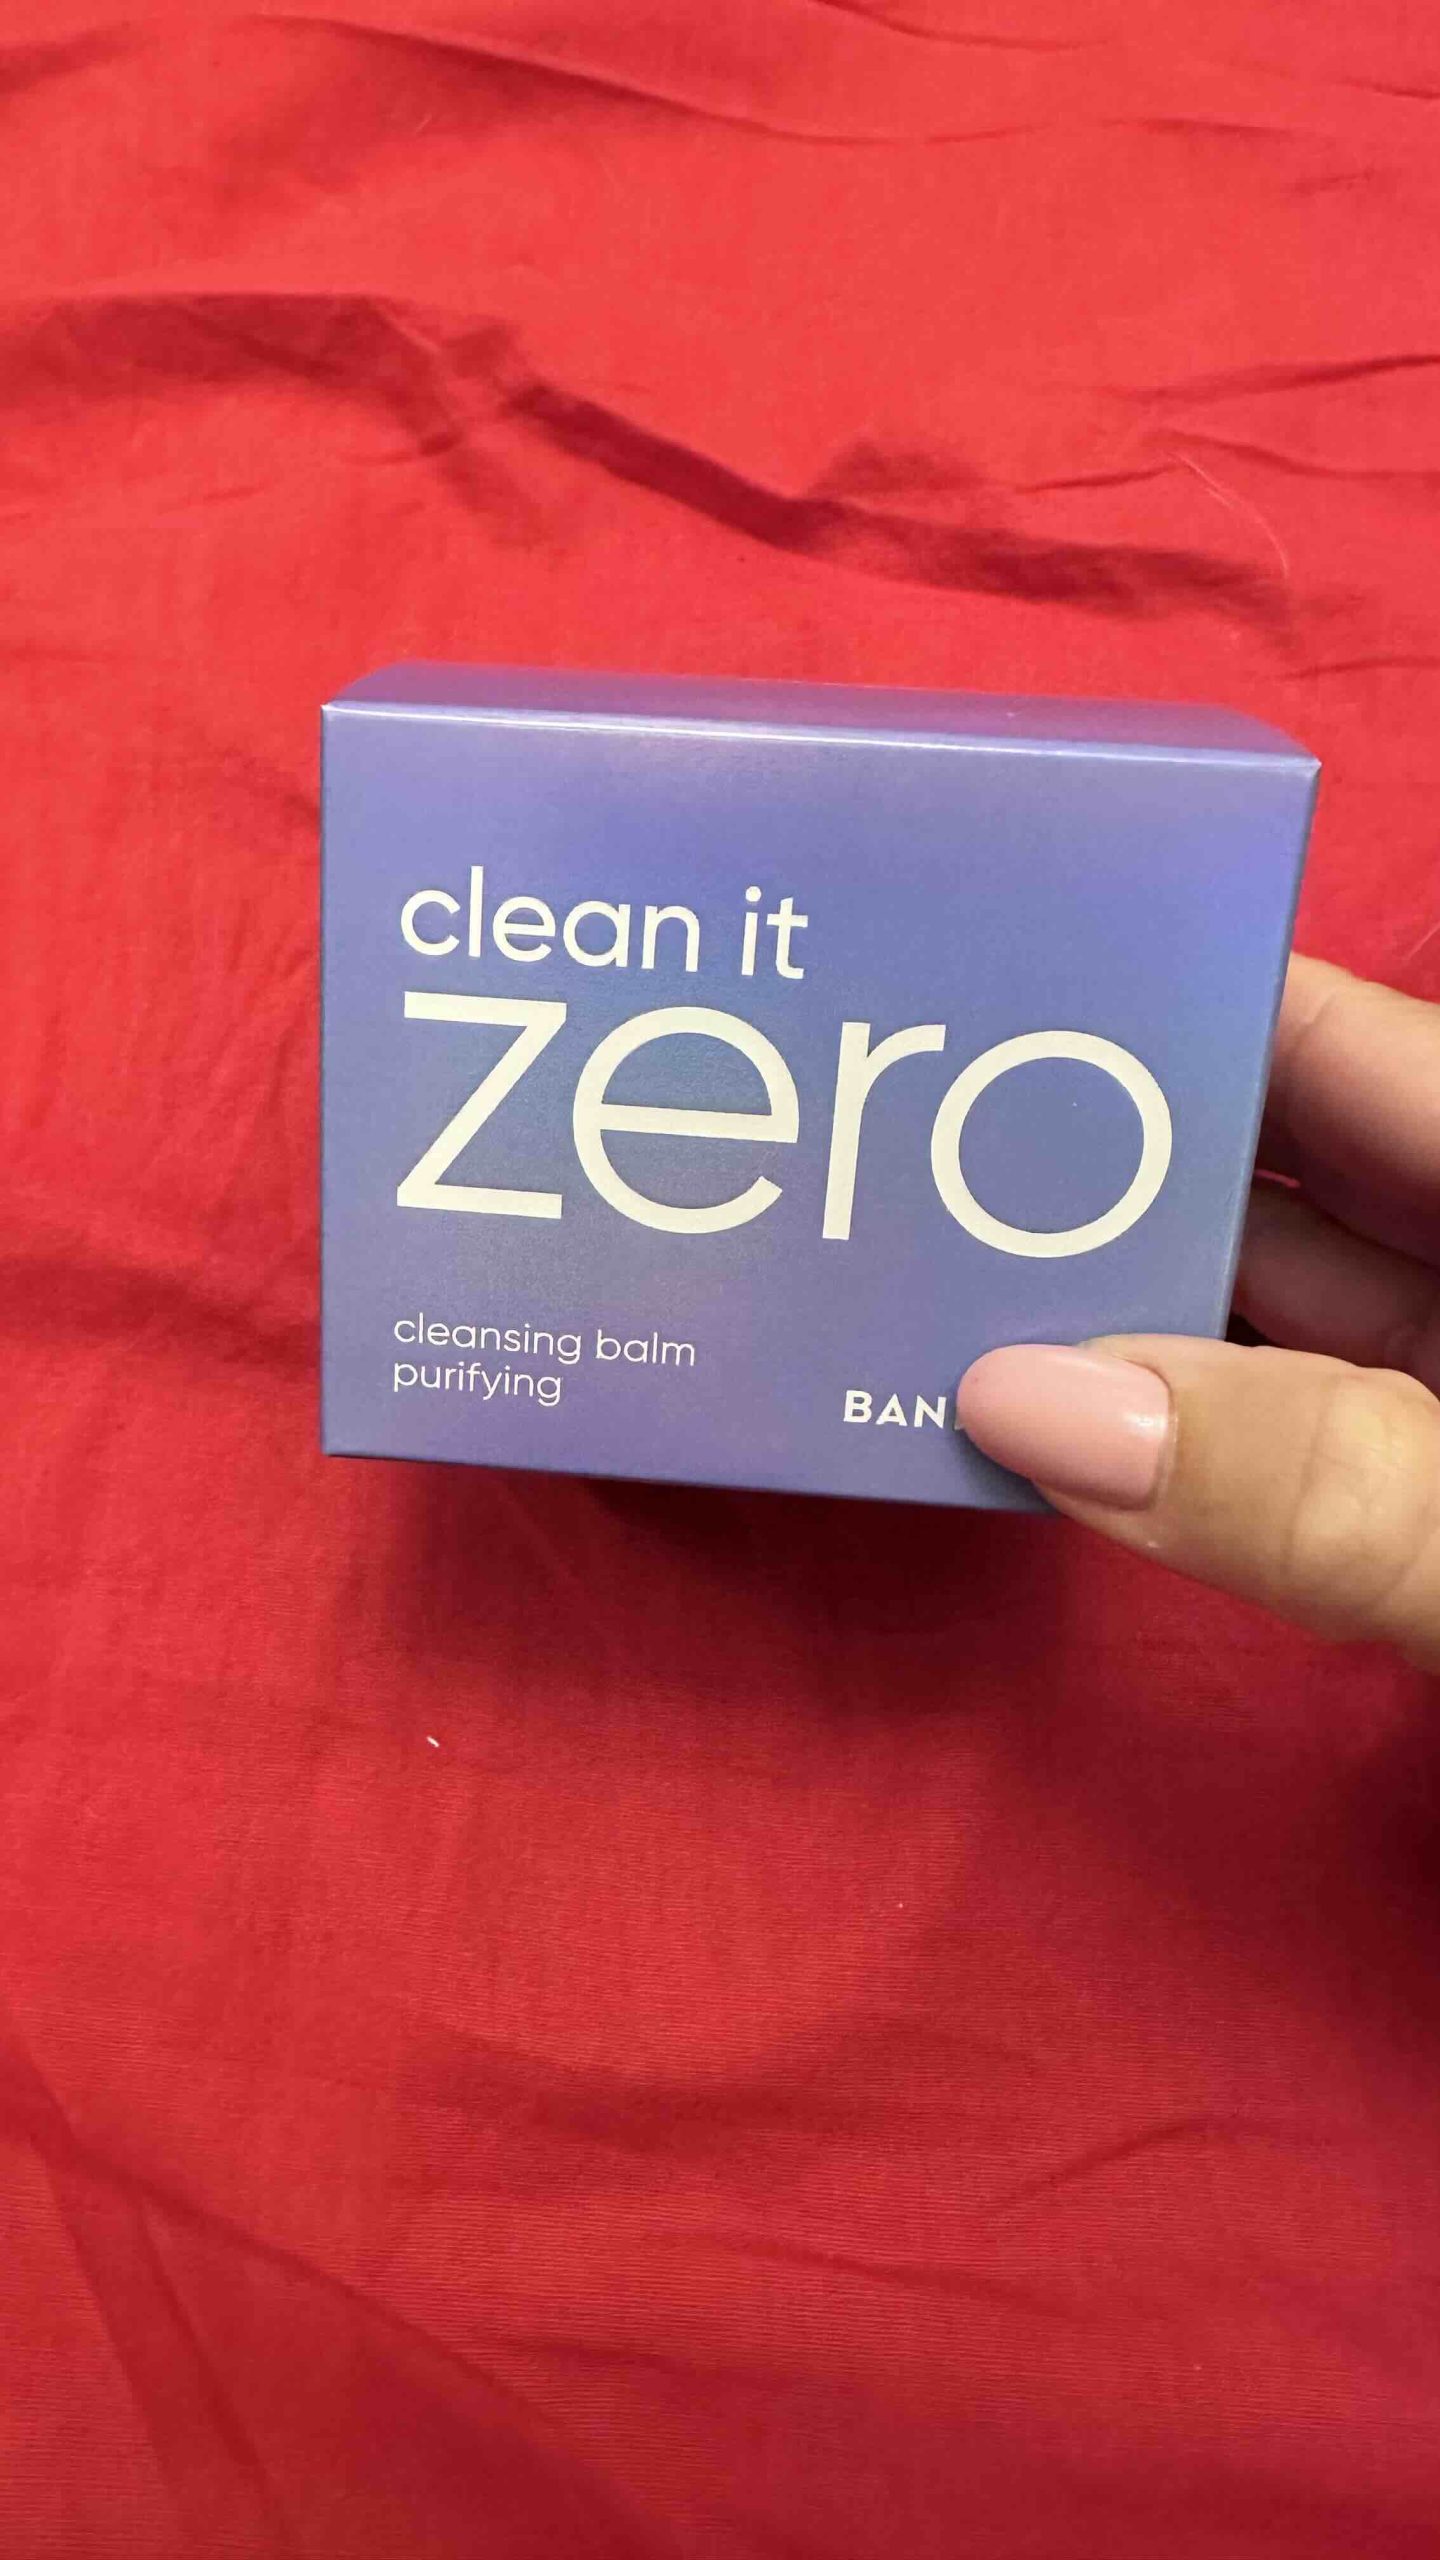 clean it
zero
cleansing balm
purifying
BAN